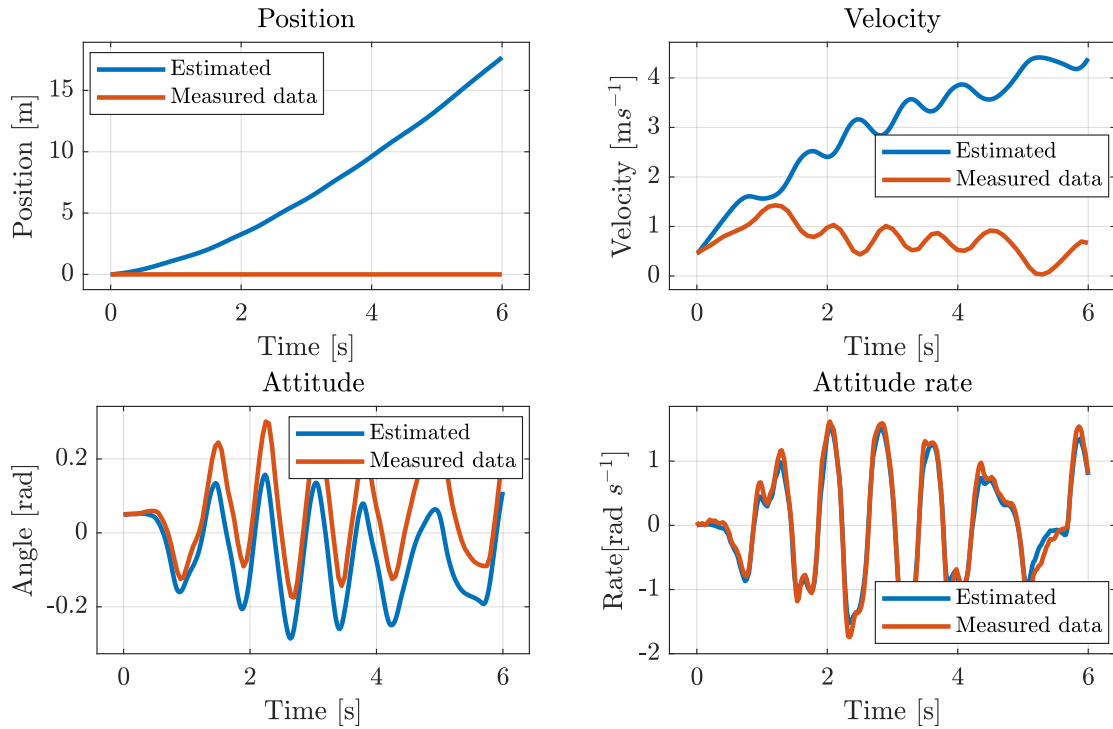 Position
Position [m]
15
10
5
0
Estimated
Measured data
0 2 4 6
Time [s]
Velocity
Velocity [ms⁻¹]
4
3
2
1
0
Estimated
Measured data
0 2 4 6
Time [s]
Attitude
Angle [rad]
0.2
0
-0.2
Estimated
Measured data
0 2 4 6
Time [s]
Attitude rate
Rate[rad s⁻¹]
1
0
-1
-2
Estimated
Measured data
0 2 4 6
Time [s]